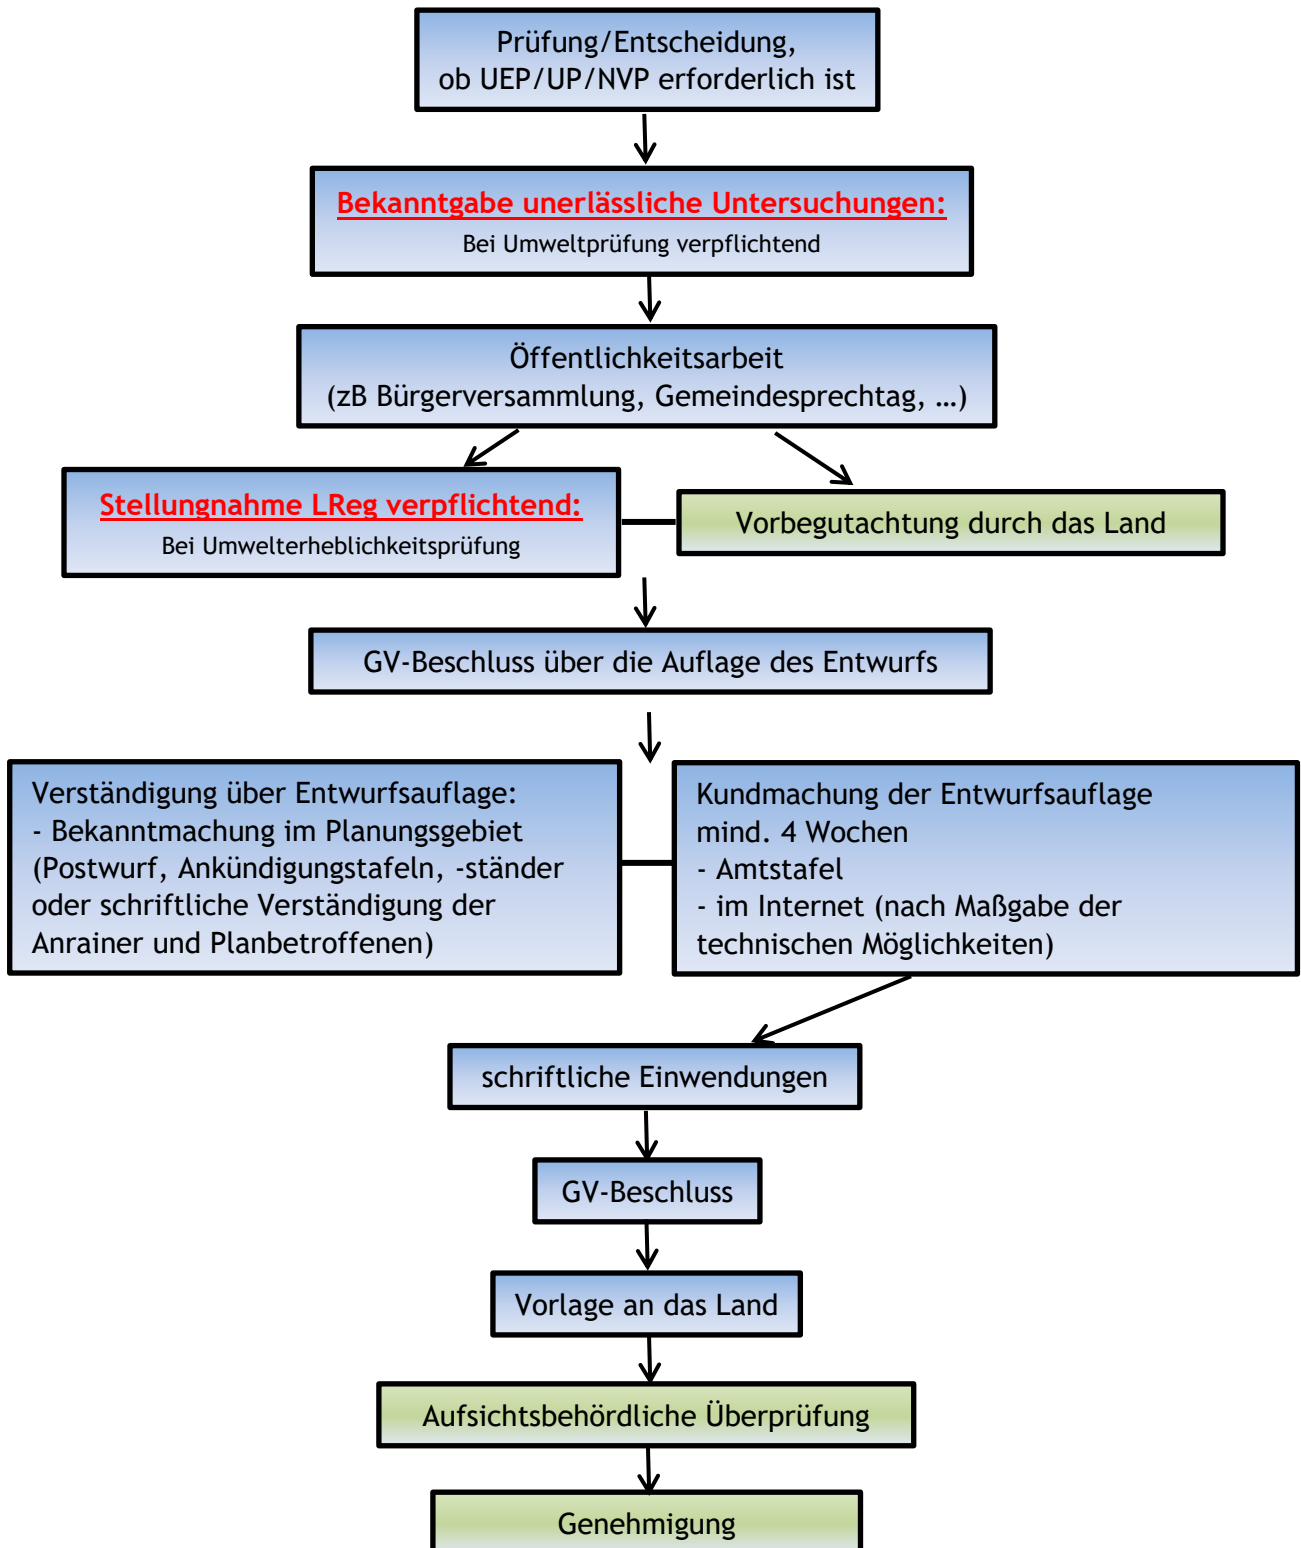 Prüfung/Entscheidung,
ob UEP/UP/NVP erforderlich ist
Bekanntgabe unerlässliche Untersuchungen:
Bei Umweltprüfung verpflichtend
Öffentlichkeitsarbeit
(zB Bürgerversammlung, Gemeindesprechtag, …)
Stellungnahme LReg verpflichtend:
Bei Umwelterheblichkeitsprüfung
Vorbegutachtung durch das Land
GV-Beschluss über die Auflage des Entwurfs
Verständigung über Entwurfsauflage:
- Bekanntmachung im Planungsgebiet
(Postwurf, Ankündigungstafeln, -ständer
oder schriftliche Verständigung der
Anrainer und Planbetroffenen)
Kundmachung der Entwurfsauflage
mind. 4 Wochen
- Amtstafel
- im Internet (nach Maßgabe der
technischen Möglichkeiten)
schriftliche Einwendungen
GV-Beschluss
Vorlage an das Land
Aufsichtsbehördliche Überprüfung
Genehmigung